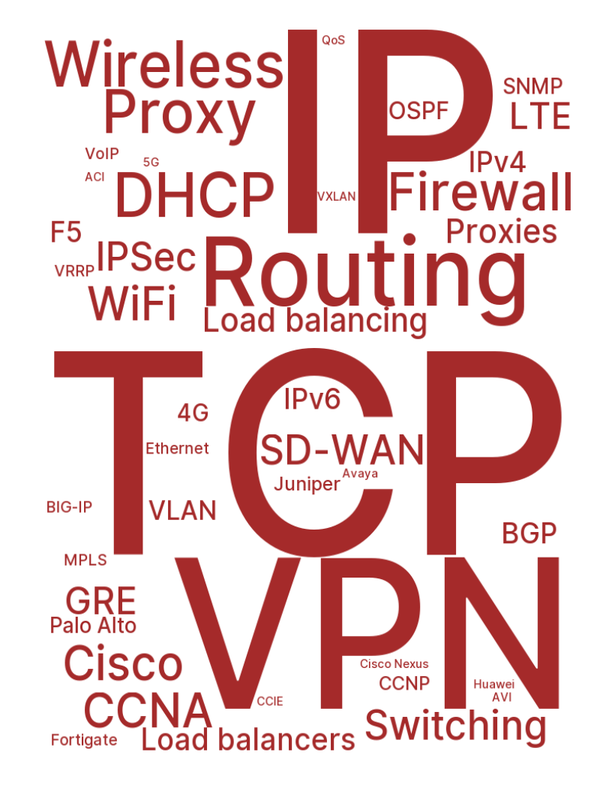 QoS
Wireless
IP
SNMP
Proxy
OSPF
LTE
VoIP
5G
IPv4
ACI
DHCP
VXLAN
Firewall
F5
Proxies
VRRP
IPSec
Routing
WiFi
Load balancing
TCP
IPv6
4G
Ethernet
SD-WAN
Avaya
Juniper
BIG-IP
VLAN
BGP
MPLS
VPN
GRE
Palo Alto
Cisco
Cisco Nexus
CCNP
Huawei
AVI
CCNA
CCIE
Switching
Fortigate
Load balancers